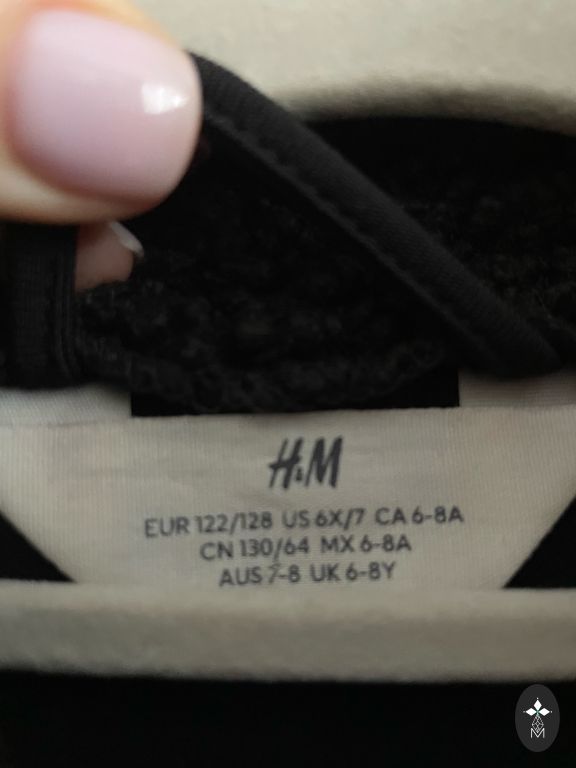 H&M
EUR 122/128 US 6X/7 CA 6-8A
CN 130/64 MX 6-8A
AUS 7-8 UK 6-8Y